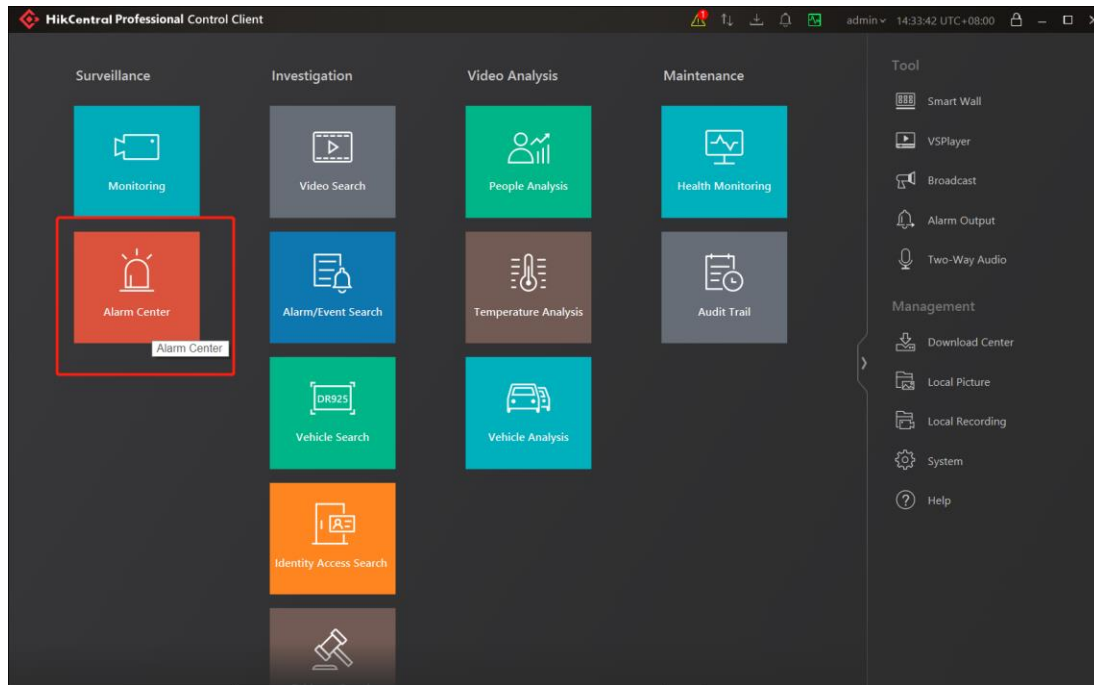 HikCentral Professional Control Client
1
admin
14:33:42 UTC+08:00
Surveillance
Monitoring
Alarm Center
Alarm Center
Investigation
Video Search
Alarm/Event Search
DR925
Vehicle Search
Identity Access Search
Video Analysis
People Analysis
Temperature Analysis
Vehicle Analysis
Maintenance
Health Monitoring
Audit Trail
Tool
Smart Wall
VSPlayer
Broadcast
Alarm Output
Two-Way Audio
Management
Download Center
Local Picture
Local Recording
System
Help